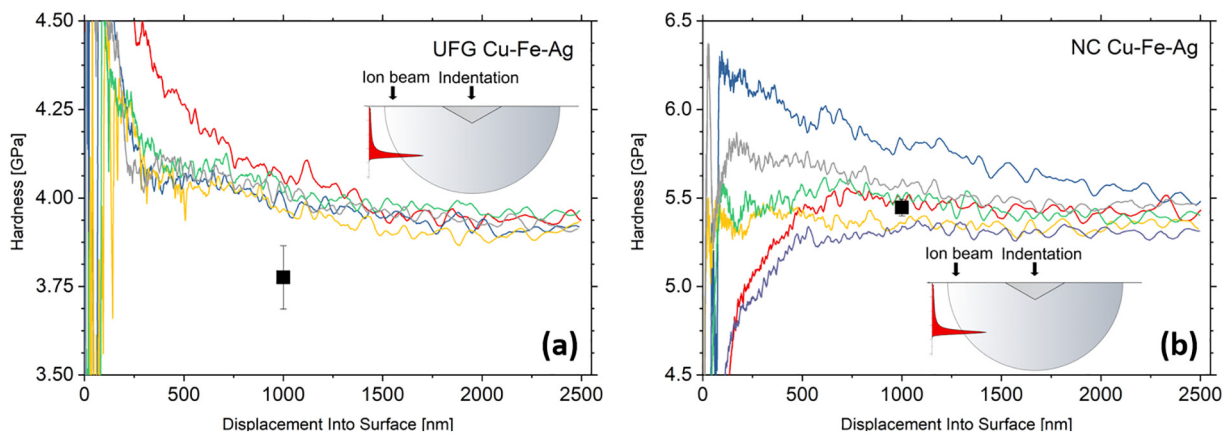 4.50
4.25
4.00
3.75
3.50
Hardness [GPa]
UFG Cu-Fe-Ag
Ion beam Indentation
(a)
0 500 1000 1500 2000 2500
Displacement Into Surface [nm]
6.5
6.0
5.5
5.0
4.5
Hardness [GPa]
NC Cu-Fe-Ag
Ion beam Indentation
(b)
0 500 1000 1500 2000 2500
Displacement Into Surface [nm]